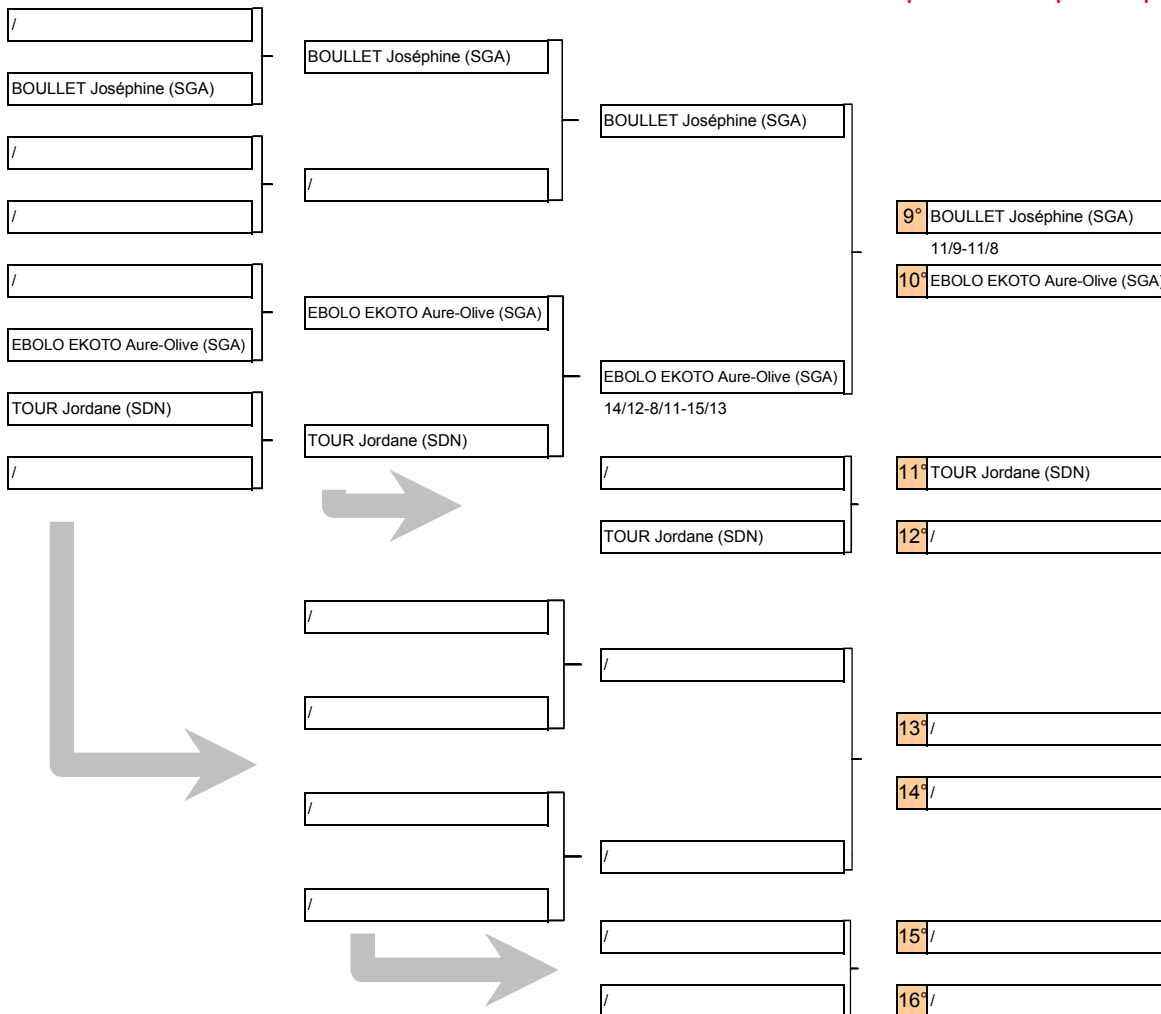 /
BOULLET Joséphine (SGA)
/
/
/
EBOLO EKOTO Aure-Olive (SGA)
TOUR Jordane (SDN)
/
BOULLET Joséphine (SGA)
/
EBOLO EKOTO Aure-Olive (SGA)
TOUR Jordane (SDN)
/
/
/
/
BOULLET Joséphine (SGA)
EBOLO EKOTO Aure-Olive (SGA)
14/12-8/11-15/13
/
TOUR Jordane (SDN)
/
/
/
/
9° BOULLET Joséphine (SGA)
11/9-11/8
10° EBOLO EKOTO Aure-Olive (SGA)
11° TOUR Jordane (SDN)
12° /
13° /
14° /
15° /
16° /